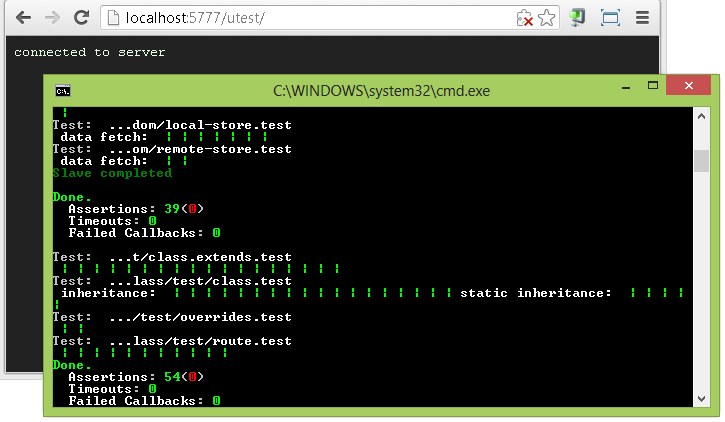 localhost:5777/utest/
connected to server
C:\WINDOWS\system32\cmd.exe
C:\.
¦
Test:  ...dom/local-store.test
data fetch:  ¦ ¦ ¦ ¦ ¦ ¦ ¦
Test:  ...om/remote-store.test
data fetch:  ¦ ¦
Slave completed
Done.
Assertions: 39(0)
Timeouts: 0
Failed Callbacks: 0
Test:  ...t/class.extends.test
¦ ¦ ¦ ¦ ¦ ¦ ¦ ¦ ¦ ¦ ¦ ¦ ¦ ¦ ¦ ¦ ¦ ¦
Test:  ...lass/test/class.test
inheritance:  ¦ ¦ ¦ ¦ ¦ ¦ ¦ ¦ ¦ ¦ ¦ ¦ ¦ ¦ ¦ ¦ ¦ ¦ static inheritance:  ¦ ¦ ¦ ¦
¦
Test:  .../test/overrides.test
¦ ¦
Test:  ...lass/test/route.test
¦ ¦ ¦ ¦ ¦ ¦ ¦ ¦ ¦ ¦ ¦
Done.
Assertions: 54(0)
Timeouts: 0
Failed Callbacks: 0